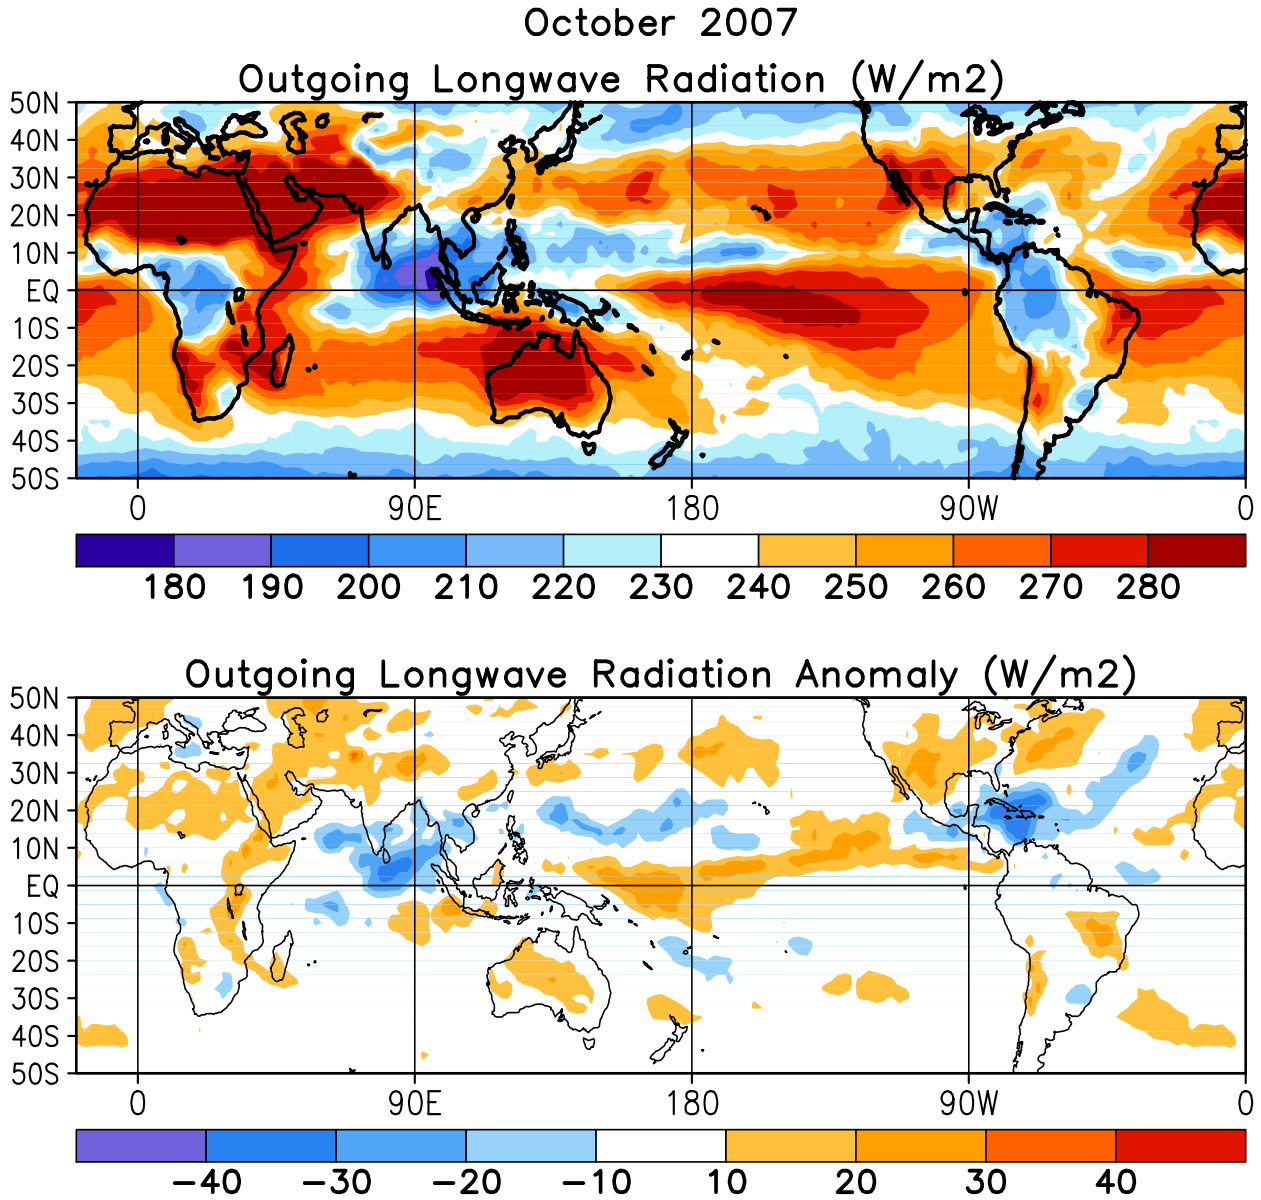 October 2007
Outgoing Longwave Radiation (W/m2)
50N
40N
30N
20N
10N
EQ
10S
20S
30S
40S
50S
0 90E 180 90W 0
180 190 200 210 220 230 240 250 260 270 280
Outgoing Longwave Radiation Anomaly (W/m2)
50N
40N
30N
20N
10N
EQ
10S
20S
30S
40S
50S
0 90E 180 90W 0
−40 −30 −20 −10 10 20 30 40